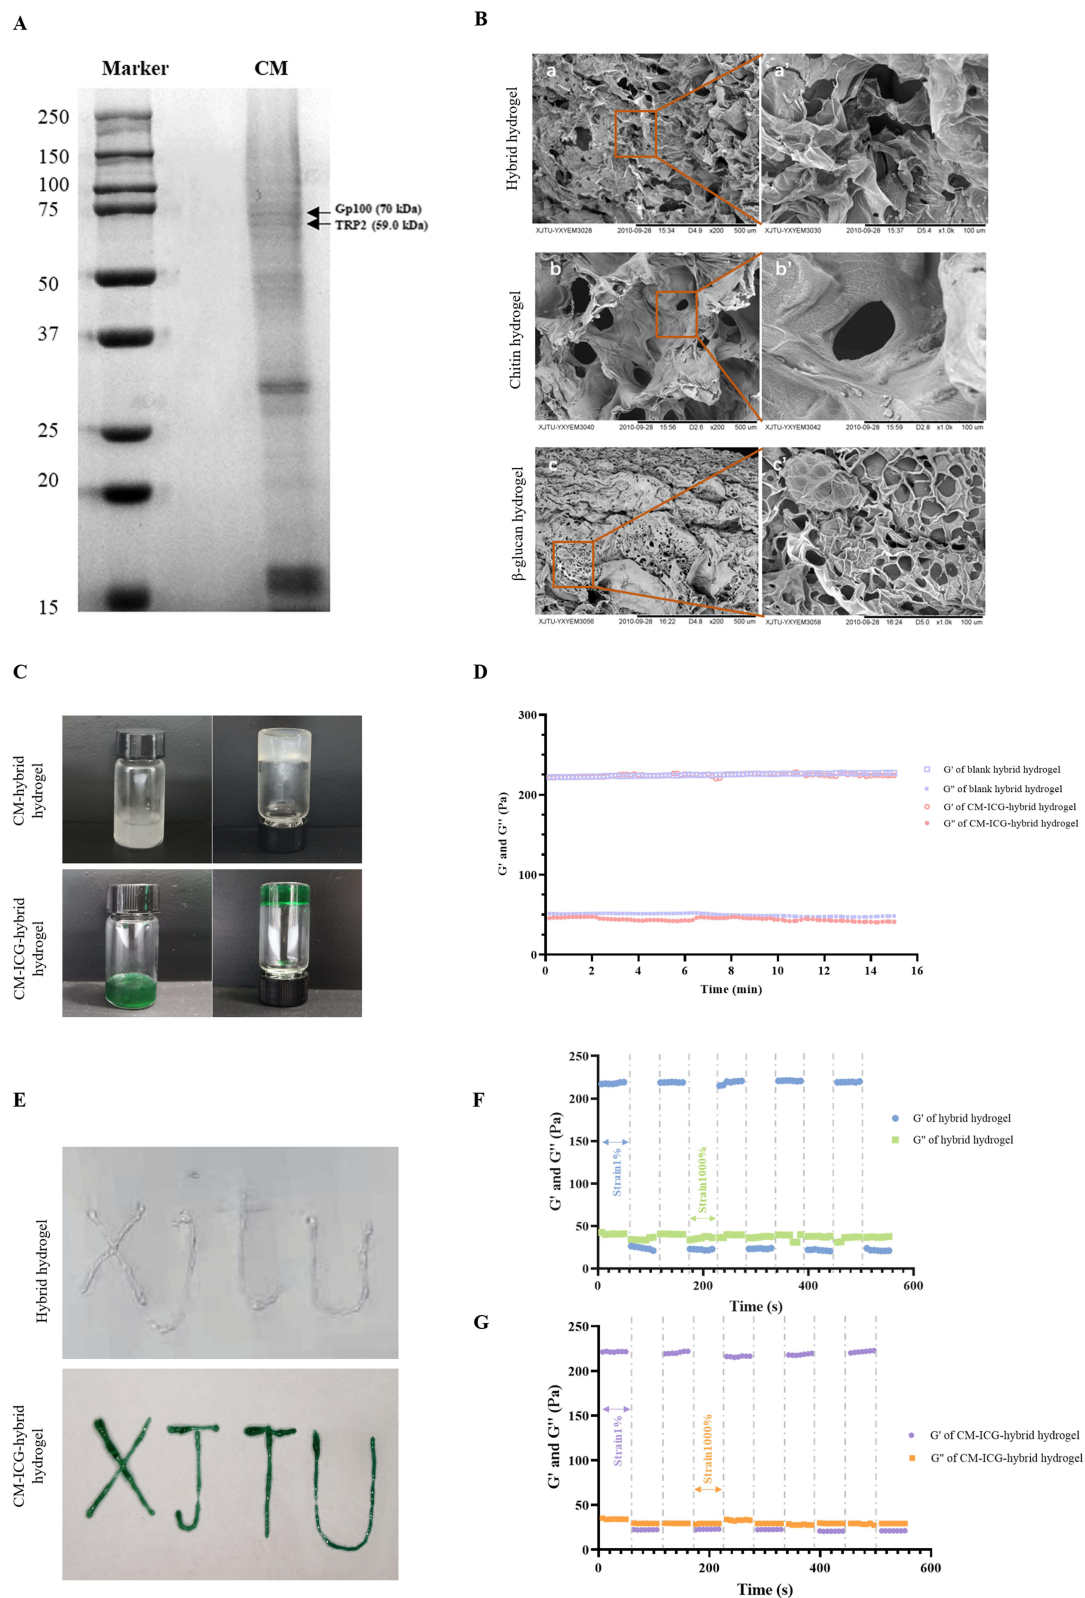 A
Marker
CM
250
150
100
75
50
37
25
20
15
Gp100 (70 kDa)
TRP2 (59.0 kDa)
B
Hybrid hydrogel
a
XJTU-YXYEM3028 2010-09-28 15:34 D4.9 x200 500 um
a'
XJTU-YXYEM3030 2010-09-28 15:37 D5.4 x1.0k 100 um
Chitin hydrogel
b
XJTU-YXYEM3040 2010-09-28 15:56 D2.6 x200 500 um
b'
XJTU-YXYEM3042 2010-09-28 15:59 D2.8 x1.0k 100 um
β-glucan hydrogel
c
XJTU-YXYEM3056 2010-09-28 16:22 D4.8 x200 500 um
c'
XJTU-YXYEM3058 2010-09-28 16:24 D5.0 x1.0k 100 um
C
CM-hybrid
hydrogel
CM-ICG-hybrid
hydrogel
D
G' and G'' (Pa)
300
200
100
0
0 2 4 6 8 10 12 14 16
Time (min)
G' of blank hybrid hydrogel
G'' of blank hybrid hydrogel
G' of CM-ICG-hybrid hydrogel
G'' of CM-ICG-hybrid hydrogel
E
Hybrid hydrogel
XJTU
CM-ICG-hybrid
hydrogel
XJTU
F
G' and G'' (Pa)
250
200
150
100
50
0
Strain1%
Strain1000%
0 200 400 600
Time (s)
G' of hybrid hydrogel
G'' of hybrid hydrogel
G
G' and G'' (Pa)
250
200
150
100
50
0
Strain1%
Strain1000%
0 200 400 600
Time (s)
G' of CM-ICG-hybrid hydrogel
G'' of CM-ICG-hybrid hydrogel